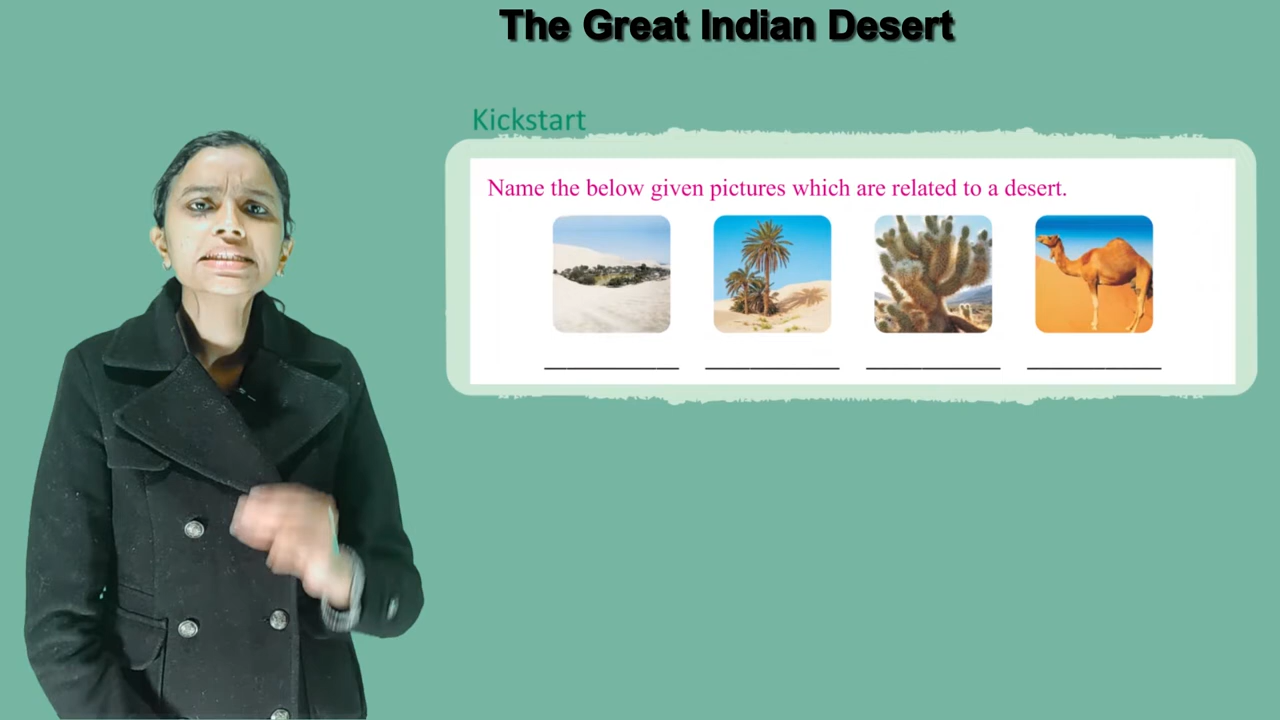 The Great Indian Desert
Kickstart
Name the below given pictures which are related to a desert.